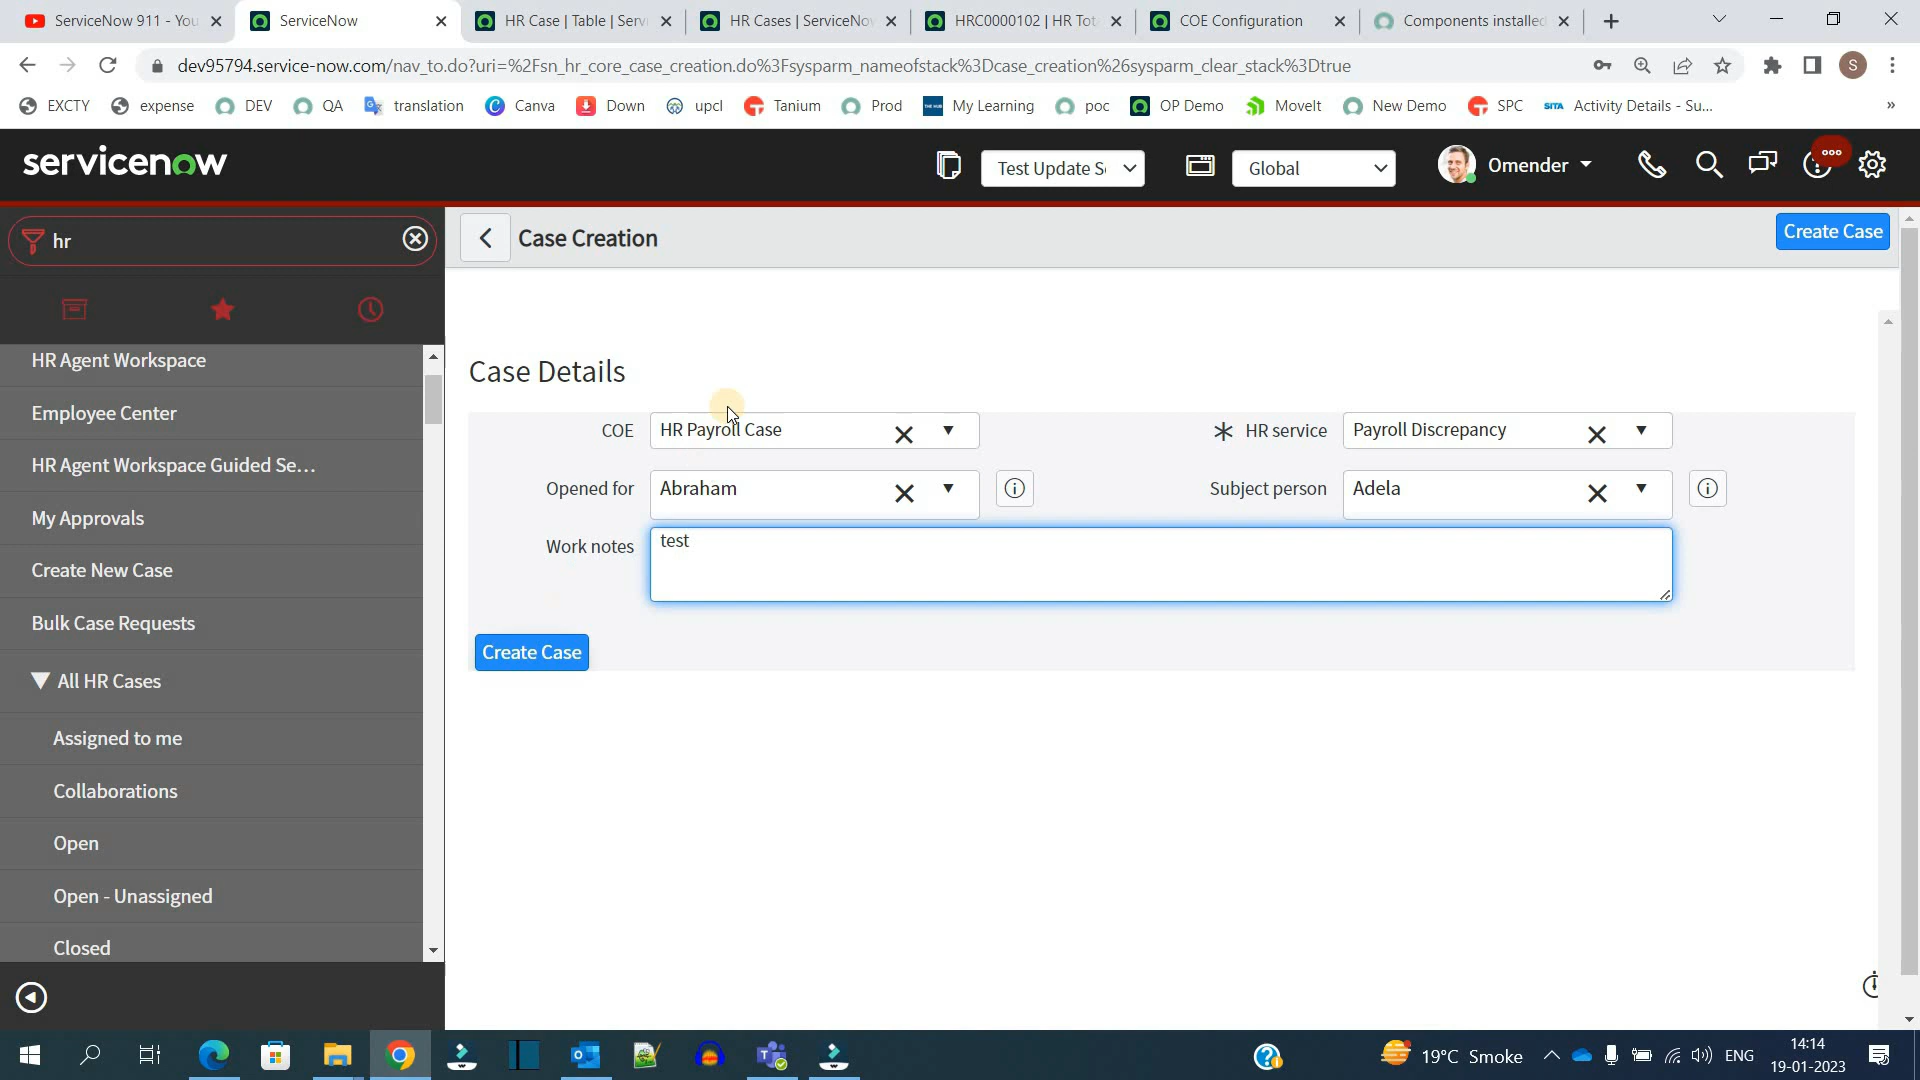 ServiceNow 911 - You
ServiceNow
HR Case | Table | Serv
HR Cases | ServiceNov
HRC0000102 | HR Tot
COE Configuration
Components installed
dev95794.service-now.com/nav_to.do?uri=%2Fsn_hr_core_case_creation.do%3Fsysparm_nameofstack%3Dcase_creation%26sysparm_clear_stack%3Dtrue
S
EXCTY
expense
DEV
QA
translation
Canva
Down
upcl
Tanium
Prod
My Learning
poc
OP Demo
MoveIt
New Demo
SPC
SITA
Activity Details - Su...
»
servicenow
Test Update S
Global
Omender
hr
Case Creation
Create Case
HR Agent Workspace
Employee Center
HR Agent Workspace Guided Se...
My Approvals
Create New Case
Bulk Case Requests
All HR Cases
Assigned to me
Collaborations
Open
Open - Unassigned
Closed
Case Details
COE
HR Payroll Case
HR service
Payroll Discrepancy
Opened for
Abraham
Subject person
Adela
Work notes
test
Create Case
19°C Smoke
ENG
14:14
19-01-2023